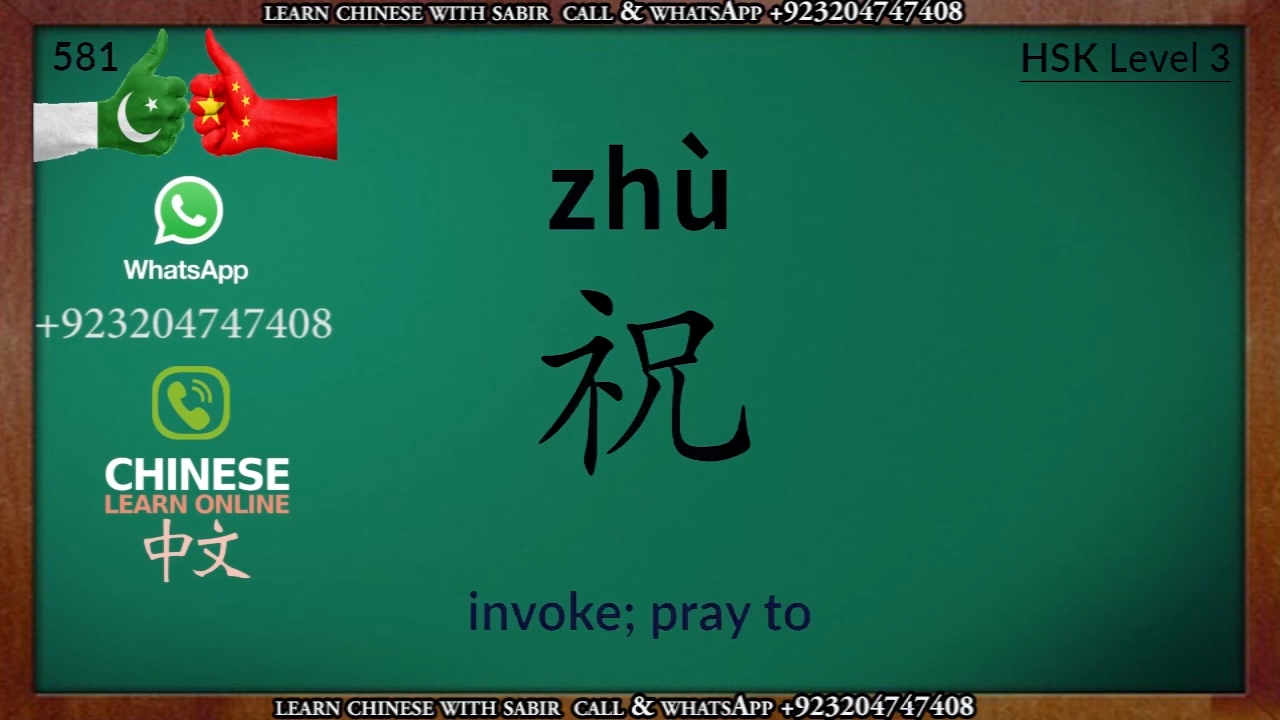 LEARN CHINESE WITH SABIR CALL & WHATSAPP +923204747408
581
HSK Level 3
zhù
WhatsApp
祝
+923204747408
CHINESE
LEARN ONLINE
中文
invoke; pray to
LEARN CHINESE WITH SABIR CALL & WHATSAPP +923204747408